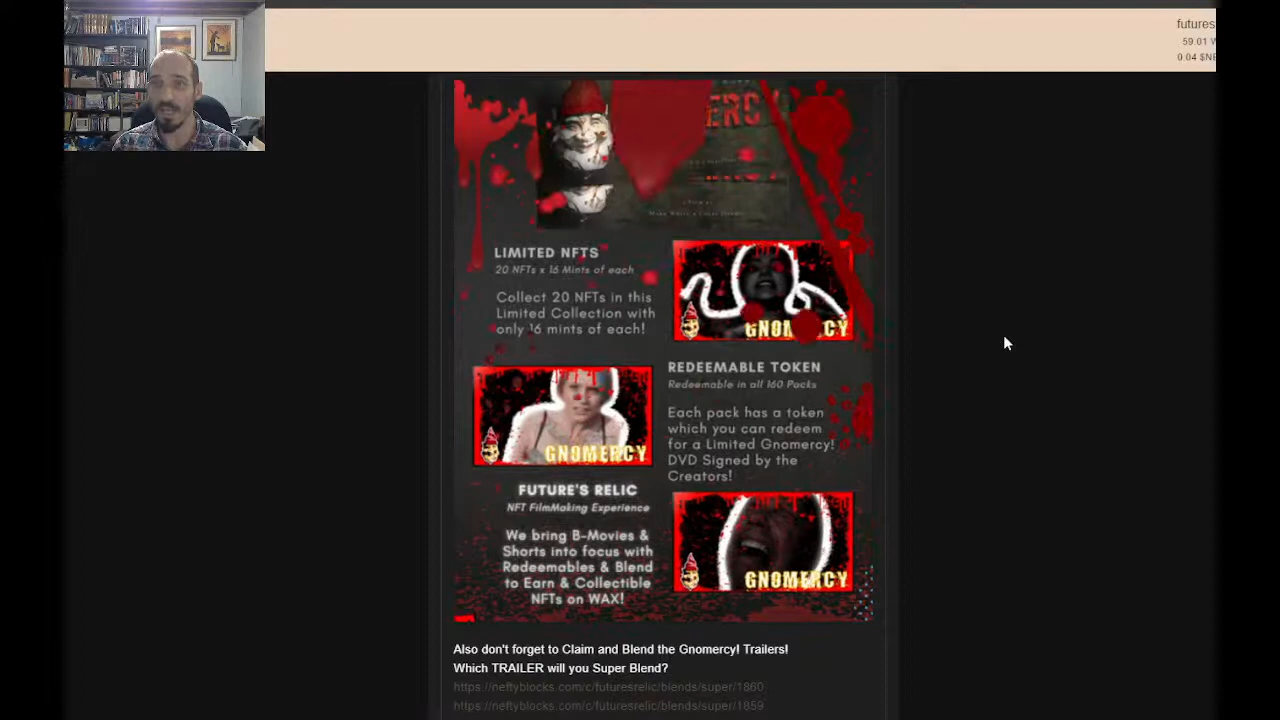 futures
59.01 W
0.04 $NE
ERCY
LIMITED NFTS
20 NFTs x 16 Mints of each
Collect 20 NFTs in this
Limited Collection with
only 16 mints of each!
GNOMERCY
REDEEMABLE TOKEN
Redeemable in all 160 Packs
Each pack has a token
which you can redeem
for a Limited Gnomercy!
DVD Signed by the
Creators!
GNOMERCY
FUTURE'S RELIC
NFT FilmMaking Experience
We bring B-Movies &
Shorts into focus with
Redeemables & Blend
to Earn & Collectible
NFTs on WAX!
GNOMERCY
Also don't forget to Claim and Blend the Gnomercy! Trailers!
Which TRAILER will you Super Blend?
https://neftyblocks.com/c/futuresrelic/blends/super/1860
https://neftyblocks.com/c/futuresrelic/blends/super/1859